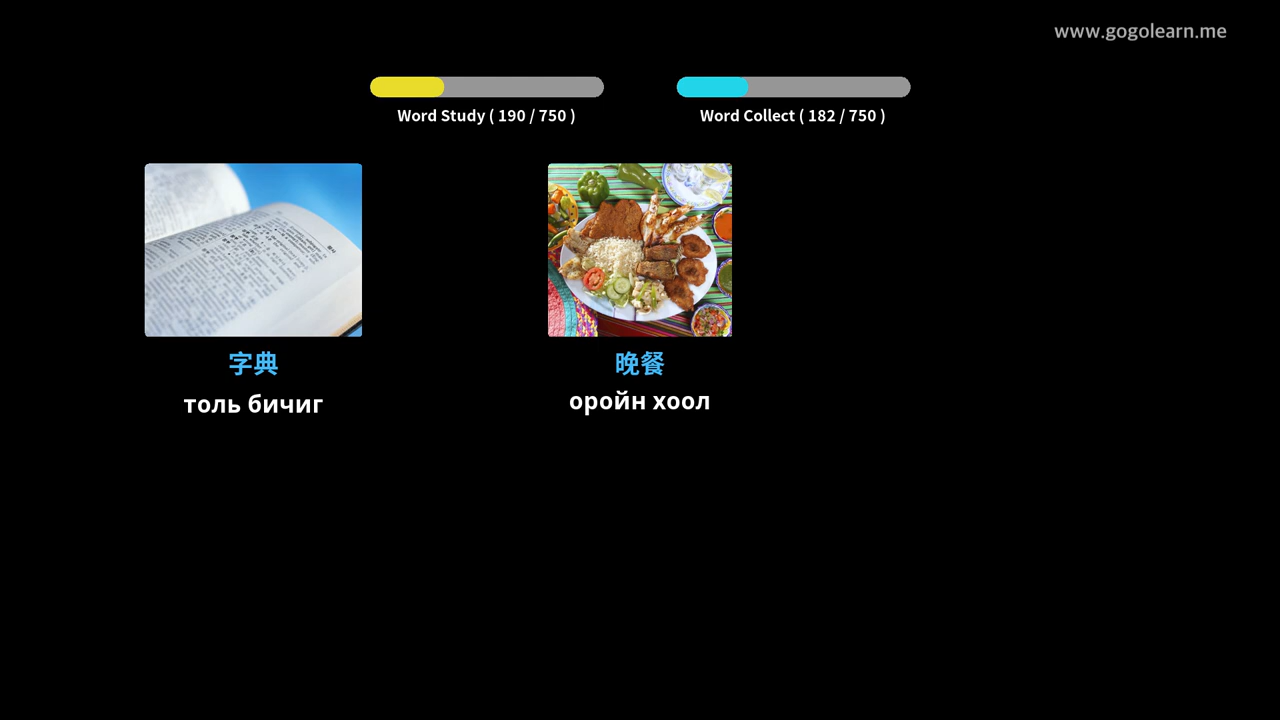 www.gogolearn.me
Word Study ( 190 / 750 )
Word Collect ( 182 / 750 )
字典
толь бичиг
晚餐
оройн хоол